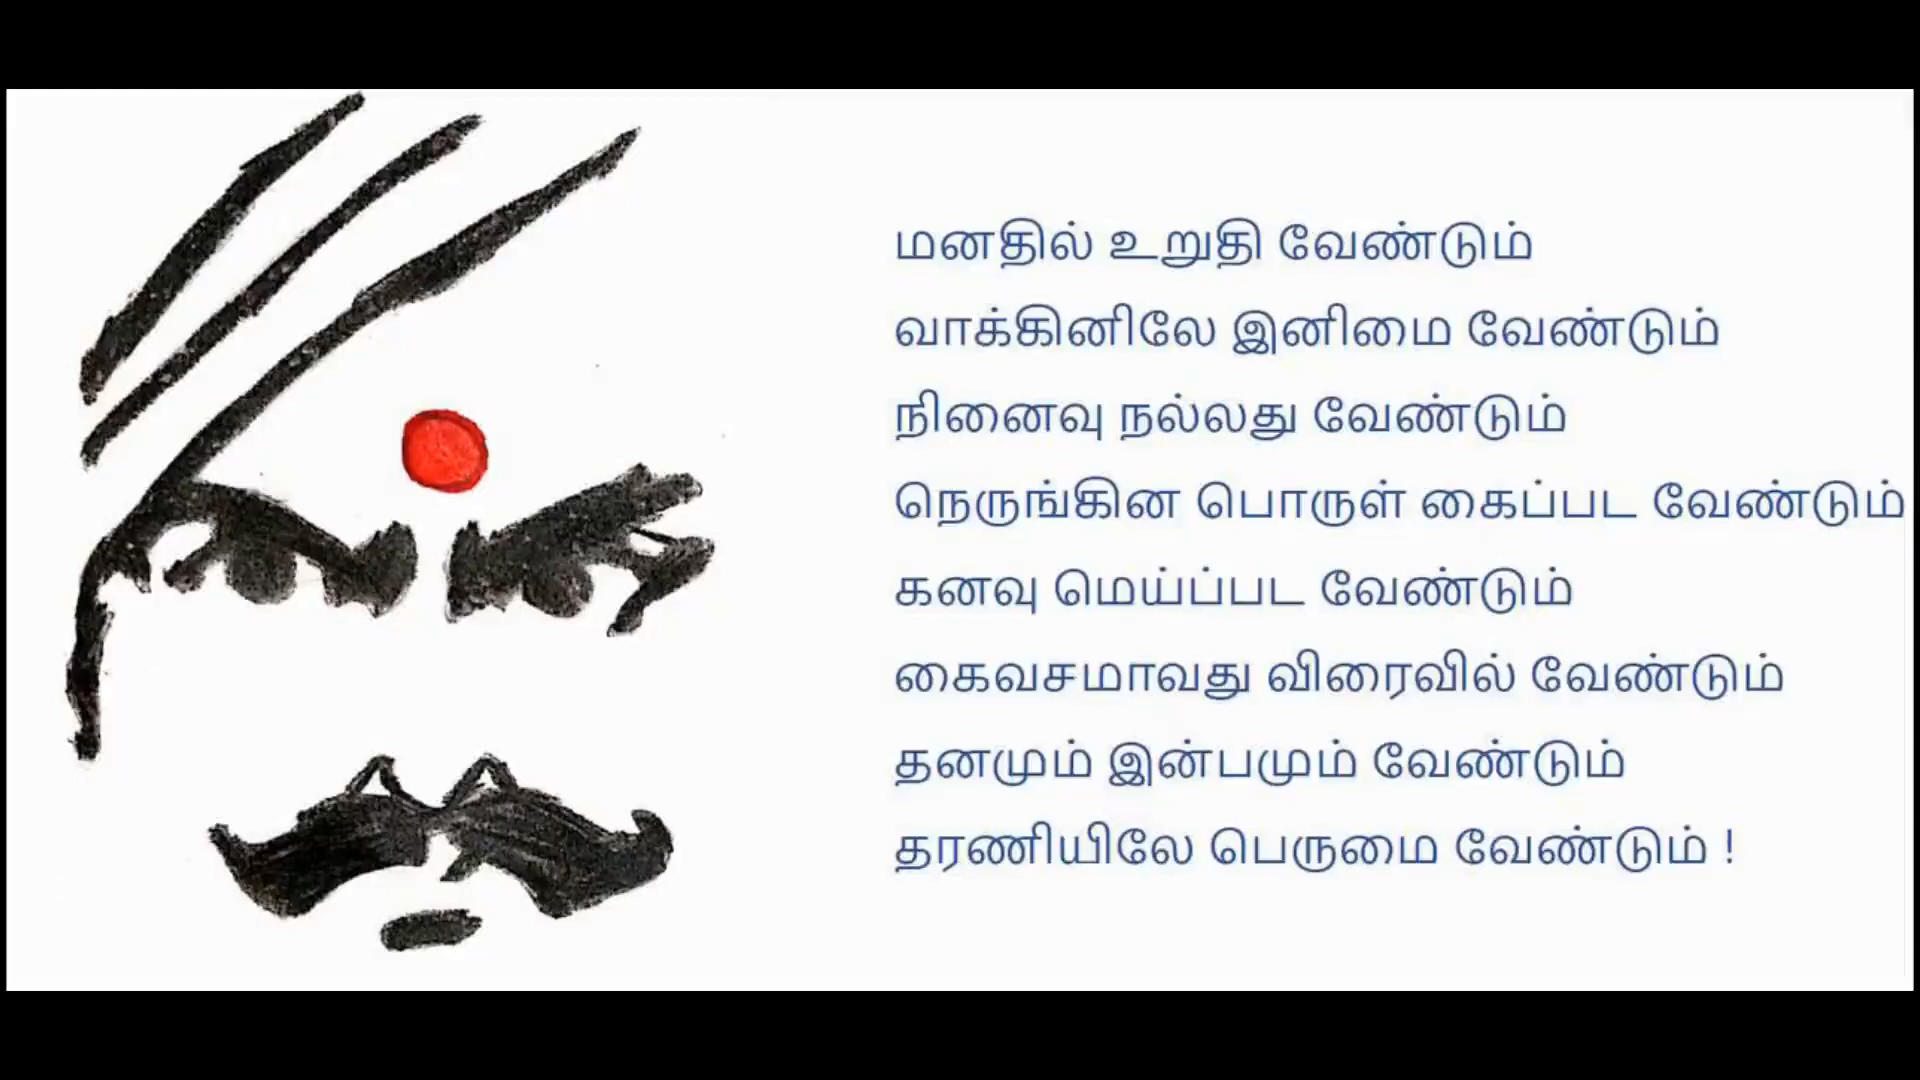 மனதில் உறுதி வேண்டும்
வாக்கினிலே இனிமை வேண்டும்
நினைவு நல்லது வேண்டும்
நெருங்கின பொருள் கைப்பட வேண்டும்
கனவு மெய்ப்பட வேண்டும்
கைவசமாவது விரைவில் வேண்டும்
தனமும் இன்பமும் வேண்டும்
தரணியிலே பெருமை வேண்டும் !